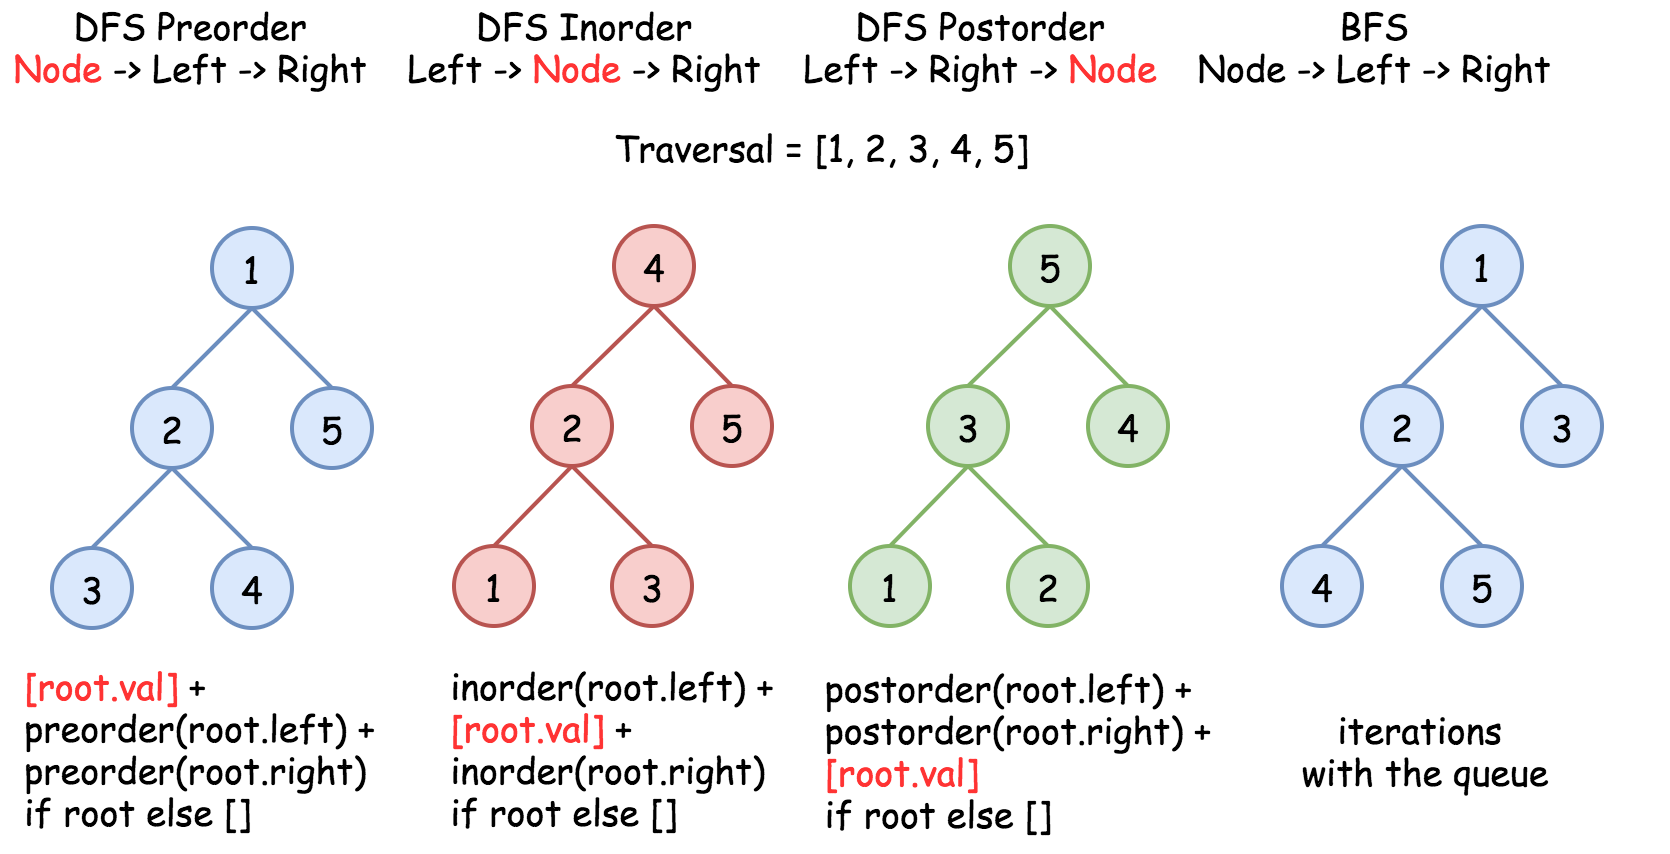 DFS Preorder
Node -> Left -> Right
DFS Inorder
Left -> Node -> Right
DFS Postorder
Left -> Right -> Node
BFS
Node -> Left -> Right
Traversal = [1, 2, 3, 4, 5]
1
2
5
3
4
[root.val] +
preorder(root.left) +
preorder(root.right)
if root else []
4
2
5
1
3
inorder(root.left) +
[root.val] +
inorder(root.right)
if root else []
5
3
4
1
2
postorder(root.left) +
postorder(root.right) +
[root.val]
if root else []
1
2
3
4
5
iterations
with the queue